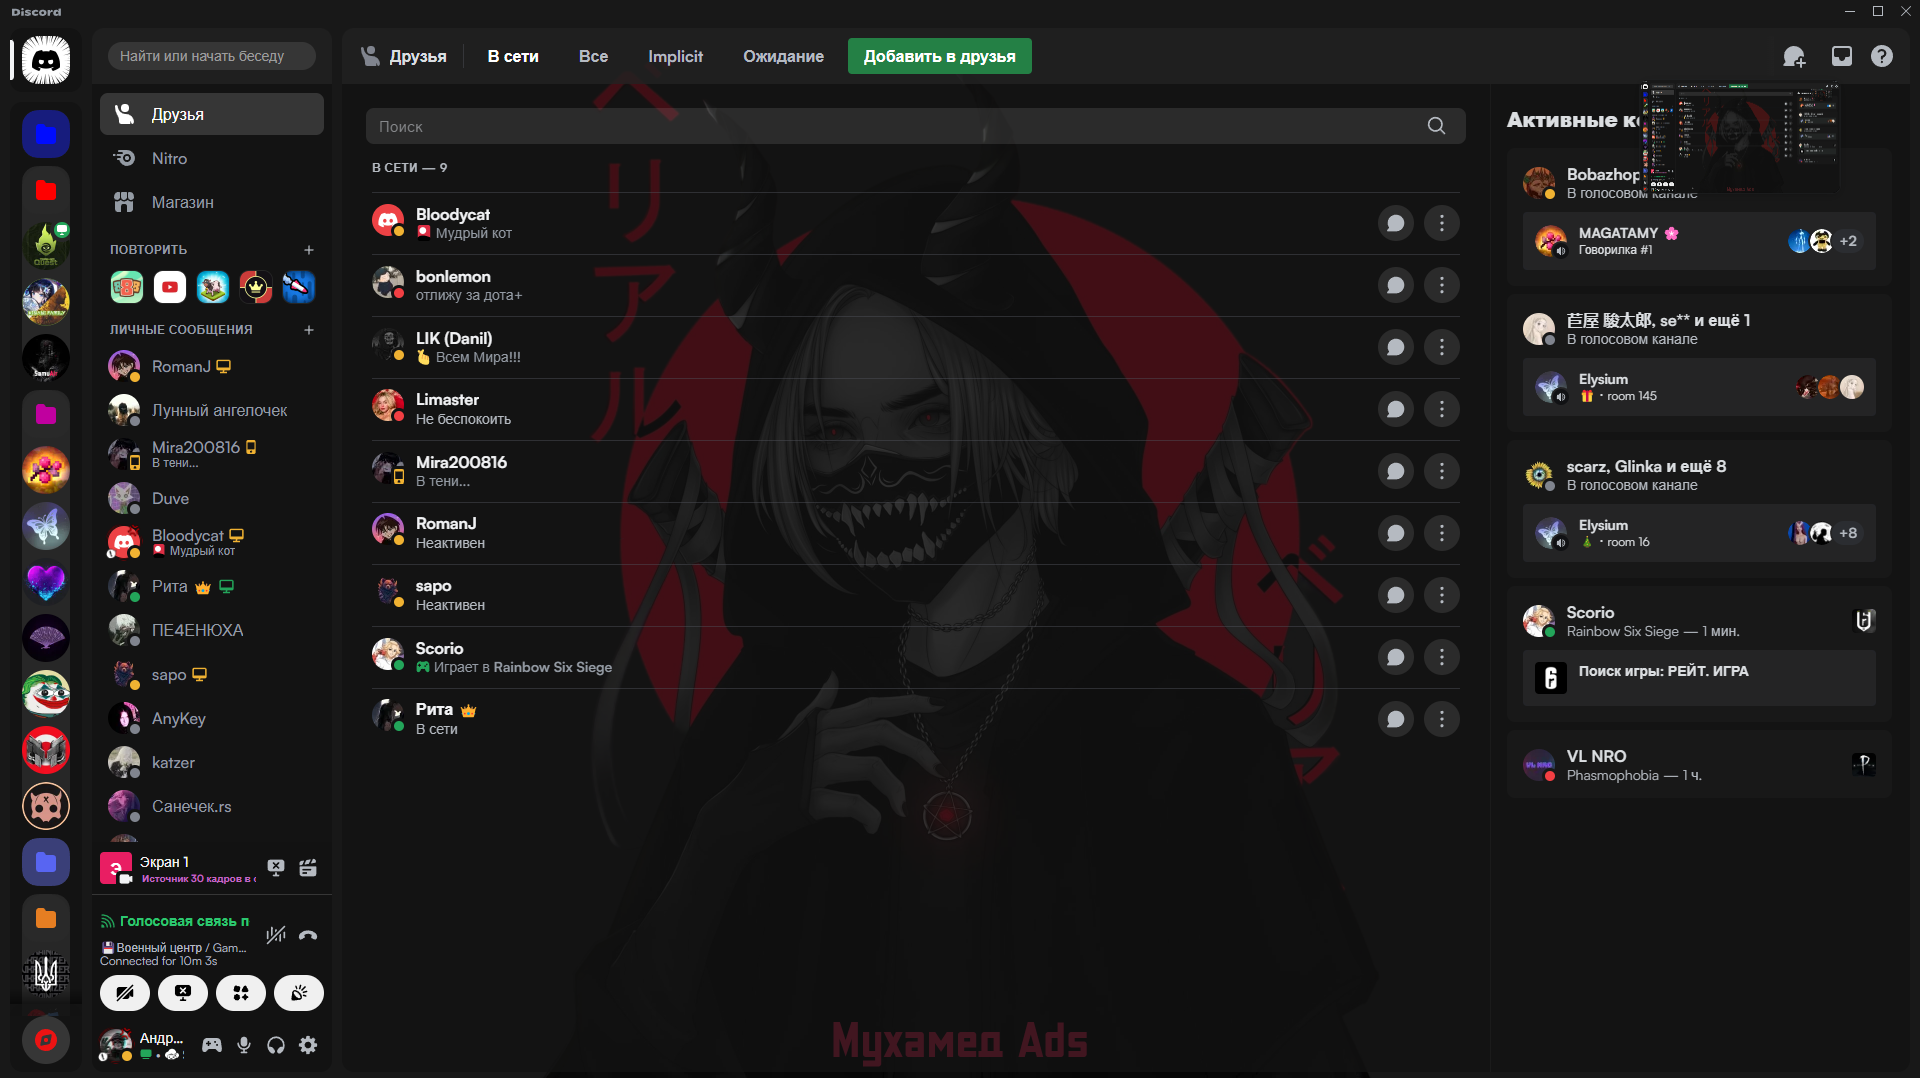 Discord
Найти или начать беседу
Друзья
Nitro
Магазин
ПОВТОРИТЬ
ЛИЧНЫЕ СООБЩЕНИЯ
RomanJ
Лунный ангелочек
Mira200816
В тени...
Duve
Bloodycat
Мудрый кот
Рита
ПЕ4ЕНЮХА
sapo
AnyKey
katzer
Санечек.rs
Экран 1
Источник 30 кадров в с
Голосовая связь п
Военный центр / Gam...
Connected for 10m 3s
Андр...
Друзья
В сети
Все
Implicit
Ожидание
Добавить в друзья
Поиск
В СЕТИ — 9
Bloodycat
Мудрый кот
bonlemon
отлижу за дота+
LIK (Danil)
Всем Мира!!!
Limaster
Не беспокоить
Mira200816
В тени...
RomanJ
Неактивен
sapo
Неактивен
Scorio
Играет в Rainbow Six Siege
Рита
В сети
ベリアル
Мухамед Ads
Активные к
Bobazhop
В голосовом канале
MAGATAMY
Говорилка #1
+2
芦屋 駿太郎, se** и ещё 1
В голосовом канале
Elysium
· room 145
scarz, Glinka и ещё 8
В голосовом канале
Elysium
· room 16
+8
Scorio
Rainbow Six Siege — 1 мин.
Поиск игры: РЕЙТ. ИГРА
VL NRO
Phasmophobia — 1 ч.